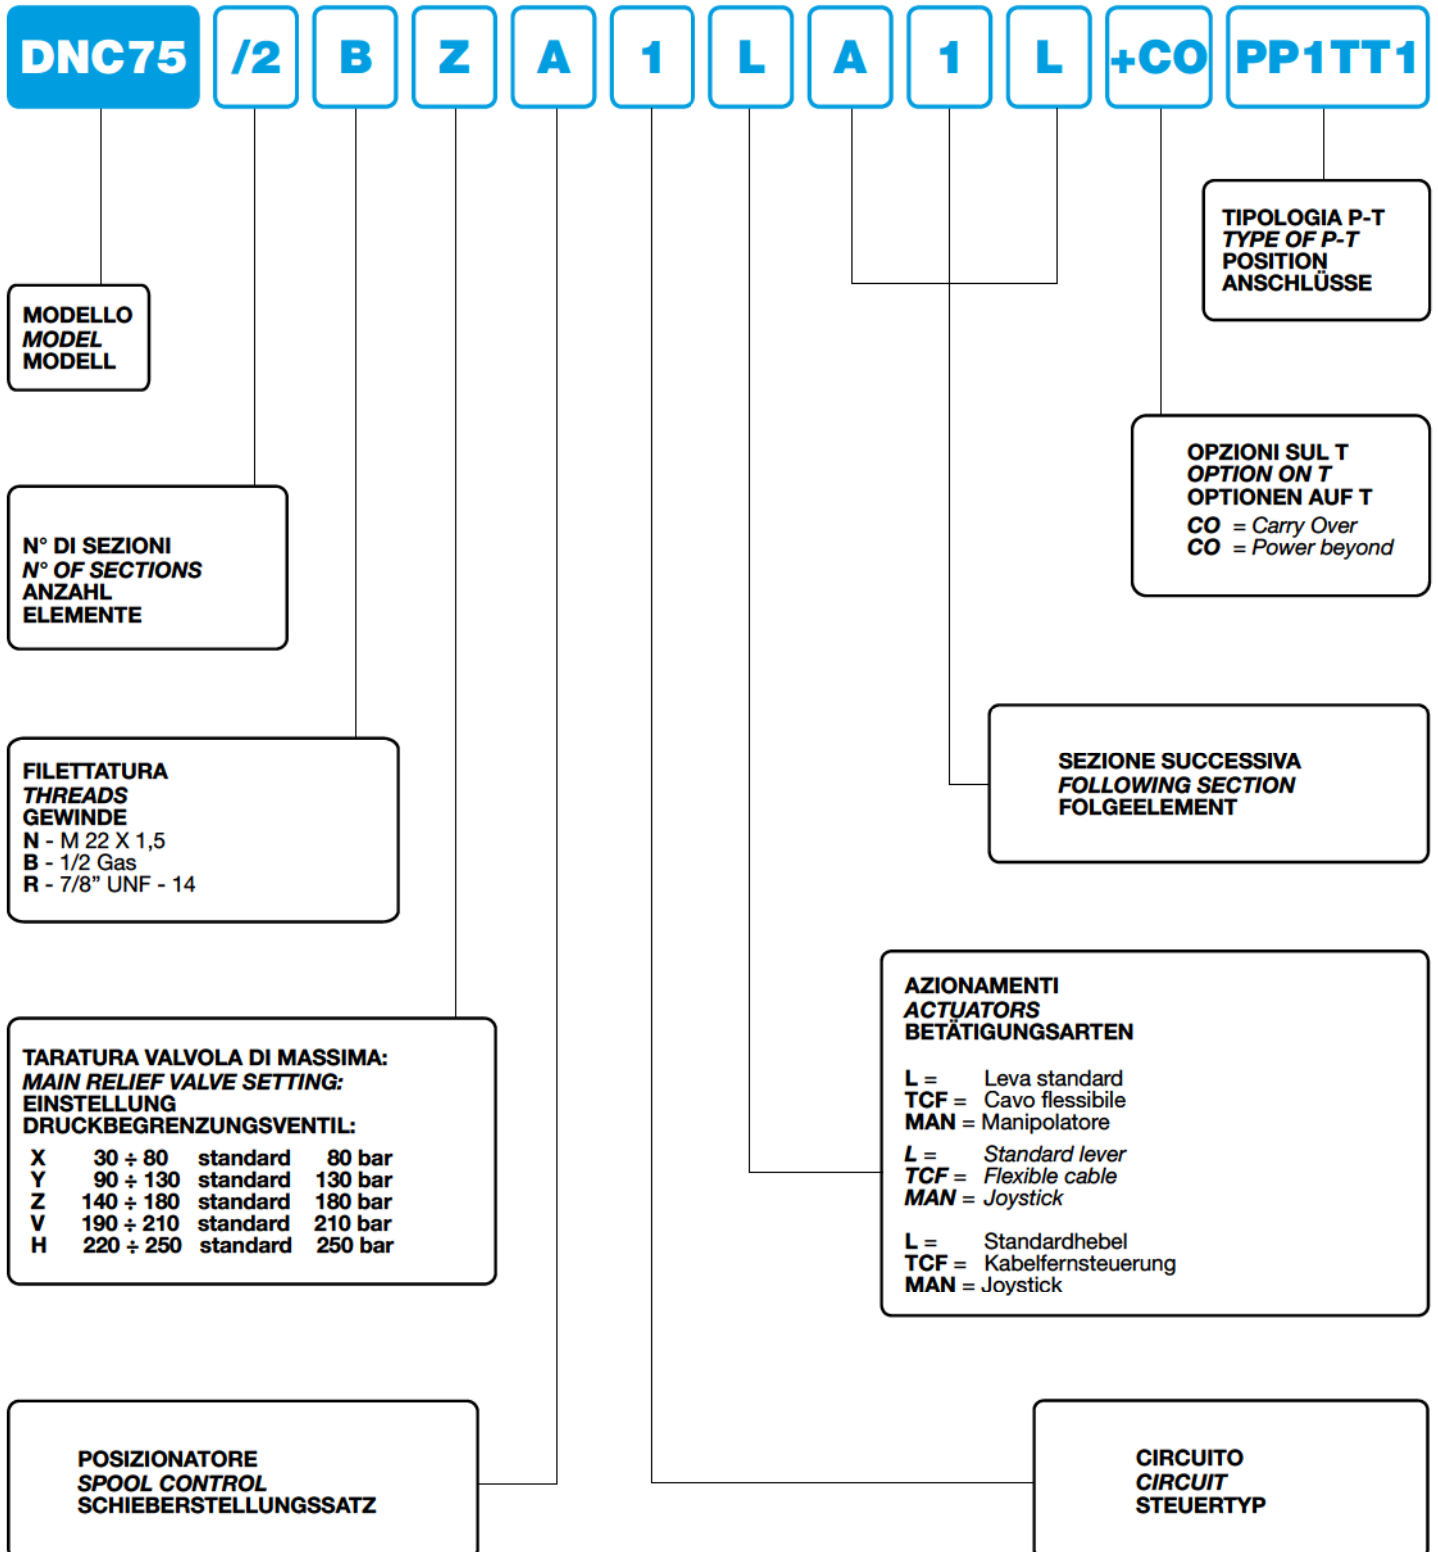 DNC75 /2 B Z A 1 L A 1 L +CO PP1TT1
TIPOLOGIA P-T
TYPE OF P-T
POSITION
ANSCHLÜSSE
MODELLO
MODEL
MODELL
OPZIONI SUL T
OPTION ON T
OPTIONEN AUF T
CO = Carry Over
CO = Power beyond
N° DI SEZIONI
N° OF SECTIONS
ANZAHL
ELEMENTE
SEZIONE SUCCESSIVA
FOLLOWING SECTION
FOLGEELEMENT
FILETTATURA
THREADS
GEWINDE
N - M 22 X 1,5
B - 1/2 Gas
R - 7/8” UNF - 14
AZIONAMENTI
ACTUATORS
BETÄTIGUNGSARTEN
L = Leva standard
TCF = Cavo flessibile
MAN = Manipolatore
L = Standard lever
TCF = Flexible cable
MAN = Joystick
L = Standardhebel
TCF = Kabelfernsteuerung
MAN = Joystick
TARATURA VALVOLA DI MASSIMA:
MAIN RELIEF VALVE SETTING:
EINSTELLUNG
DRUCKBEGRENZUNGSVENTIL:
X 30 ÷ 80 standard 80 bar
Y 90 ÷ 130 standard 130 bar
Z 140 ÷ 180 standard 180 bar
V 190 ÷ 210 standard 210 bar
H 220 ÷ 250 standard 250 bar
POSIZIONATORE
SPOOL CONTROL
SCHIEBERSTELLUNGSSATZ
CIRCUITO
CIRCUIT
STEUERTYP